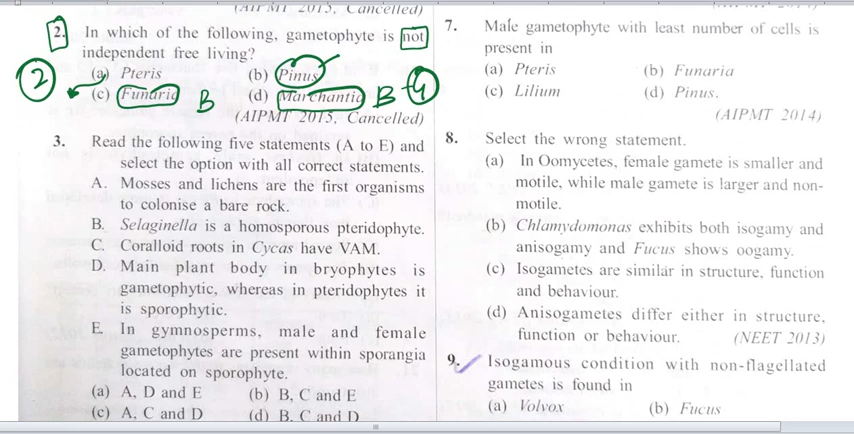 (AIPMT 2015, Cancelled)
2. In which of the following, gametophyte is not
independent free living?
(a) Pteris (b) Pinus
(c) Funaria (d) Marchantia
(AIPMT 2015, Cancelled)
2
B
B
4
3. Read the following five statements (A to E) and
select the option with all correct statements.
A. Mosses and lichens are the first organisms
to colonise a bare rock.
B. Selaginella is a homosporous pteridophyte.
C. Coralloid roots in Cycas have VAM.
D. Main plant body in bryophytes is
gametophytic, whereas in pteridophytes it
is sporophytic.
E. In gymnosperms, male and female
gametophytes are present within sporangia
located on sporophyte.
(a) A, D and E (b) B, C and E
(c) A, C and D (d) B, C and D
7. Male gametophyte with least number of cells is
present in
(a) Pteris (b) Funaria
(c) Lilium (d) Pinus.
(AIPMT 2014)
8. Select the wrong statement.
(a) In Oomycetes, female gamete is smaller and
motile, while male gamete is larger and non-
motile.
(b) Chlamydomonas exhibits both isogamy and
anisogamy and Fucus shows oogamy.
(c) Isogametes are similar in structure, function
and behaviour.
(d) Anisogametes differ either in structure,
function or behaviour. (NEET 2013)
9. Isogamous condition with non-flagellated
gametes is found in
(a) Volvox (b) Fucus